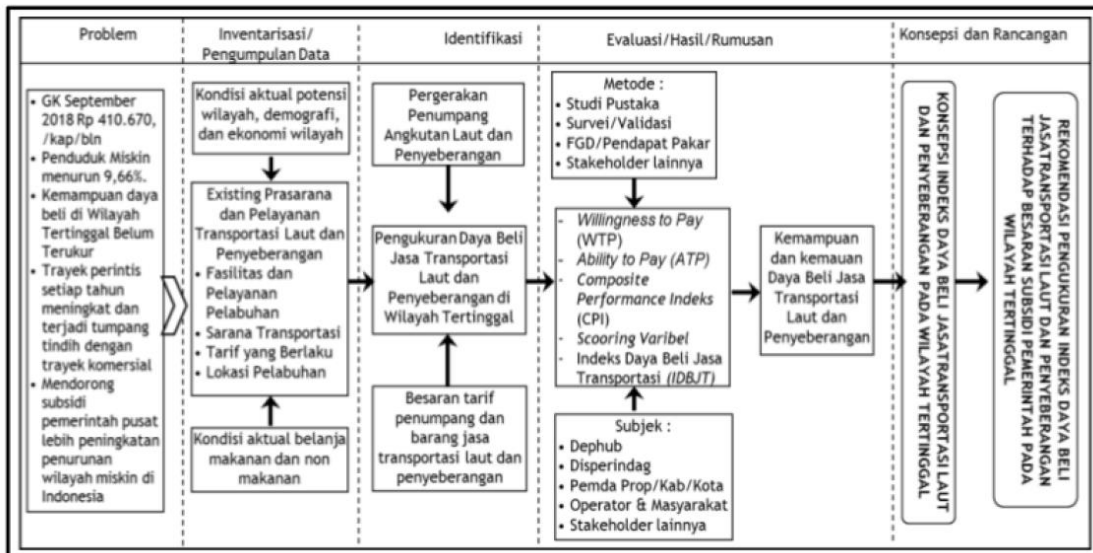 Problem
Inventarisasi/
Pengumpulan Data
Identifikasi
Evaluasi/Hasil/Rumusan
Konsepsi dan Rancangan
• GK September
2018 Rp 410.670,
/kap/bln
• Penduduk Miskin
menurun 9,66%.
• Kemampuan daya
beli di Wilayah
Tertinggal Belum
Terukur
• Trayek perintis
setiap tahun
meningkat dan
terjadi tumpang
tindih dengan
trayek komersial
• Mendorong
subsidi
pemerintah pusat
lebih peningkatan
penurunan
wilayah miskin di
Indonesia
Kondisi aktual potensi
wilayah, demografi,
dan ekonomi wilayah
Existing Prasarana
dan Pelayanan
Transportasi Laut dan
Penyeberangan
• Fasilitas dan
Pelayanan
Pelabuhan
• Sarana Transportasi
• Tarif yang Berlaku
• Lokasi Pelabuhan
Kondisi aktual belanja
makanan dan non
makanan
Pergerakan
Penumpang
Angkutan Laut dan
Penyeberangan
Pengukuran Daya Beli
Jasa Transportasi
Laut dan
Penyeberangan di
Wilayah Tertinggal
Besaran tarif
penumpang dan
barang jasa
transportasi laut dan
penyeberangan
Metode :
• Studi Pustaka
• Survei/Validasi
• FGD/Pendapat Pakar
• Stakeholder lainnya
- Willingness to Pay
(WTP)
- Ability to Pay (ATP)
- Composite
Performance Indeks
(CPI)
- Scooring Varibel
- Indeks Daya Beli Jasa
Transportasi (IDBJT)
Subjek :
• Dephub
• Disperindag
• Pemda Prop/Kab/Kota
• Operator & Masyarakat
• Stakeholder lainnya
Kemampuan
dan kemauan
Daya Beli Jasa
Transportasi
Laut dan
Penyeberangan
KONSEPSI INDEKS DAYA BELI JASATRANSPORTASI LAUT
DAN PENYEBERANGAN PADA WILAYAH TERTINGGAL
REKOMENDASI PENGUKURAN INDEKS DAYA BELI
JASATRANSPORTASI LAUT DAN PENYEBERANGAN
TERHADAP BESARAN SUBSIDI PEMERINTAH PADA
WILAYAH TERTINGGAL